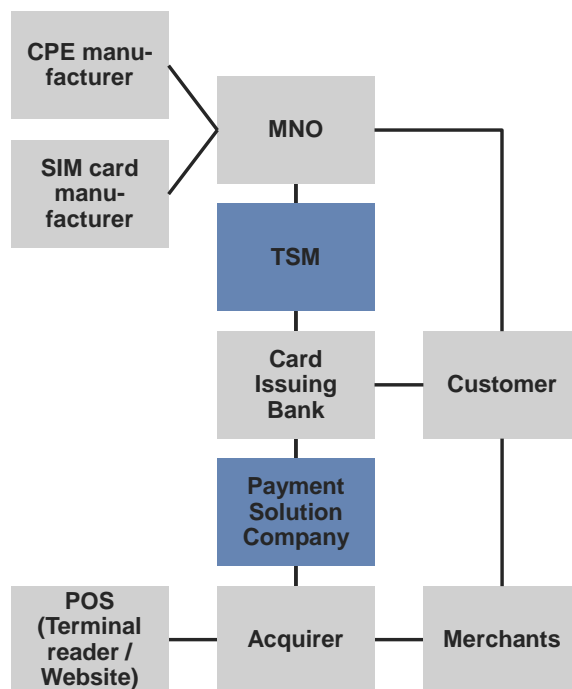 CPE manu-
facturer
MNO
SIM card
manu-
facturer
TSM
Card
Issuing
Bank
Customer
Payment
Solution
Company
POS
(Terminal
reader /
Website)
Acquirer
Merchants